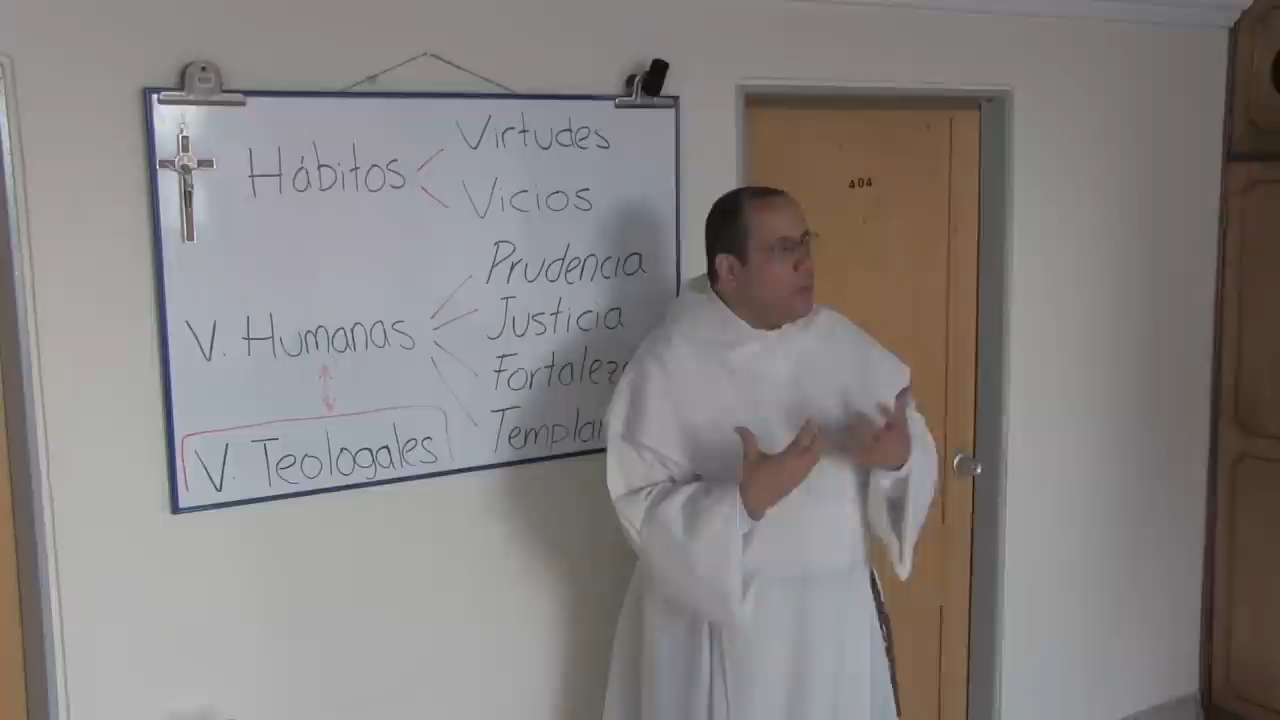 Hábitos
Virtudes
Vicios
V. Humanas
Prudencia
Justicia
V. Teologales
404